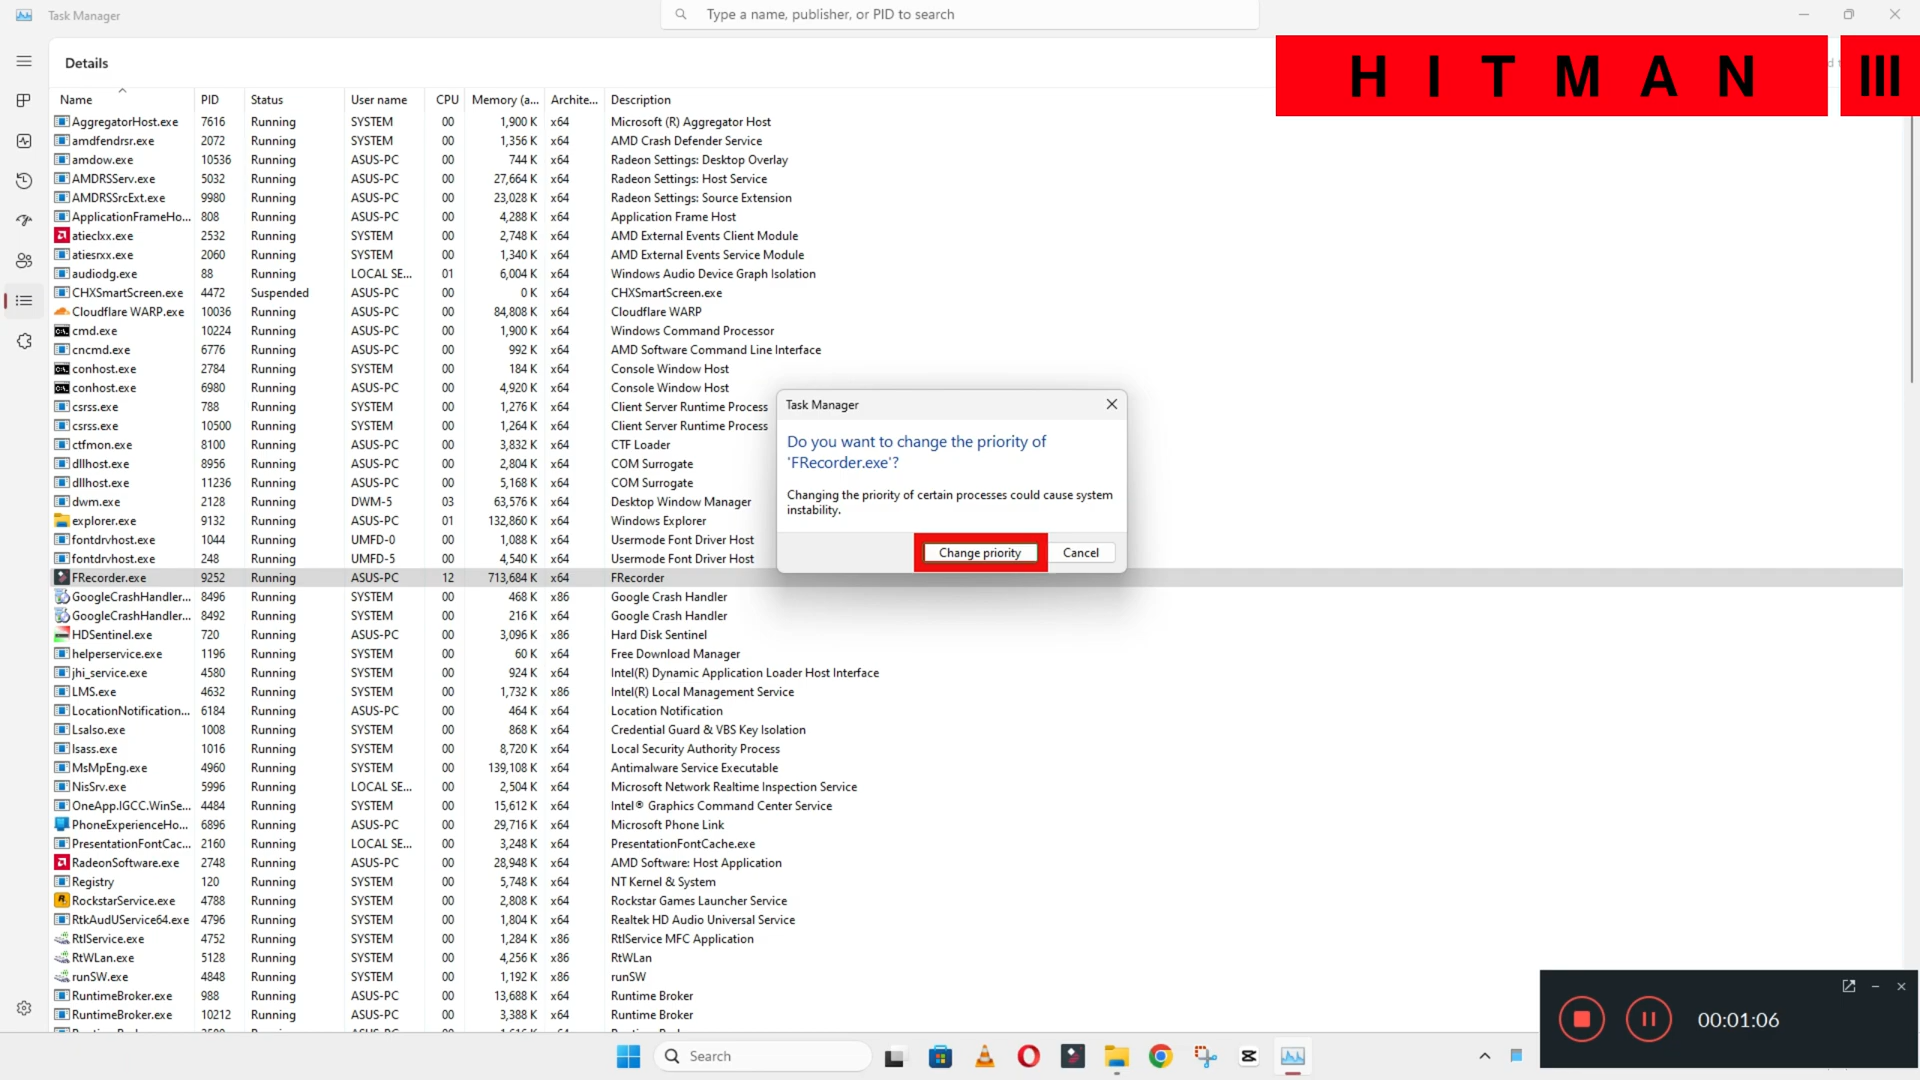 Task Manager
Type a name, publisher, or PID to search
HITMAN III
Details
Name PID Status User name CPU Memory (a... Archite... Description
AggregatorHost.exe 7616 Running SYSTEM 00 1,900 K x64 Microsoft (R) Aggregator Host
amdfendrsr.exe 2072 Running SYSTEM 00 1,356 K x64 AMD Crash Defender Service
amdow.exe 10536 Running ASUS-PC 00 744 K x64 Radeon Settings: Desktop Overlay
AMDRSServ.exe 5032 Running ASUS-PC 00 27,664 K x64 Radeon Settings: Host Service
AMDRSSrcExt.exe 9980 Running ASUS-PC 00 23,028 K x64 Radeon Settings: Source Extension
ApplicationFrameHo... 808 Running ASUS-PC 00 4,288 K x64 Application Frame Host
atieclxx.exe 2532 Running SYSTEM 00 2,748 K x64 AMD External Events Client Module
atiesrxx.exe 2060 Running SYSTEM 00 1,340 K x64 AMD External Events Service Module
audiodg.exe 88 Running LOCAL SE... 01 6,004 K x64 Windows Audio Device Graph Isolation
CHXSmartScreen.exe 4472 Suspended ASUS-PC 00 0 K x64 CHXSmartScreen.exe
Cloudflare WARP.exe 10036 Running ASUS-PC 00 84,808 K x64 Cloudflare WARP
cmd.exe 10224 Running ASUS-PC 00 1,900 K x64 Windows Command Processor
cncmd.exe 6776 Running ASUS-PC 00 992 K x64 AMD Software Command Line Interface
conhost.exe 2784 Running SYSTEM 00 184 K x64 Console Window Host
conhost.exe 6980 Running ASUS-PC 00 4,920 K x64 Console Window Host
csrss.exe 788 Running SYSTEM 00 1,276 K x64 Client Server Runtime Process
csrss.exe 10500 Running SYSTEM 00 1,264 K x64 Client Server Runtime Process
ctfmon.exe 8100 Running ASUS-PC 00 3,832 K x64 CTF Loader
dllhost.exe 8956 Running ASUS-PC 00 2,804 K x64 COM Surrogate
dllhost.exe 11236 Running ASUS-PC 00 5,168 K x64 COM Surrogate
dwm.exe 2128 Running DWM-5 03 63,576 K x64 Desktop Window Manager
explorer.exe 9132 Running ASUS-PC 01 132,860 K x64 Windows Explorer
fontdrvhost.exe 1044 Running UMFD-0 00 1,088 K x64 Usermode Font Driver Host
fontdrvhost.exe 248 Running UMFD-5 00 4,540 K x64 Usermode Font Driver Host
FRecorder.exe 9252 Running ASUS-PC 12 713,684 K x64 FRecorder
GoogleCrashHandler... 8496 Running SYSTEM 00 468 K x86 Google Crash Handler
GoogleCrashHandler... 8492 Running SYSTEM 00 216 K x64 Google Crash Handler
HDSentinel.exe 720 Running ASUS-PC 00 3,096 K x86 Hard Disk Sentinel
helperservice.exe 1196 Running SYSTEM 00 60 K x64 Free Download Manager
jhi_service.exe 4580 Running SYSTEM 00 924 K x64 Intel(R) Dynamic Application Loader Host Interface
LMS.exe 4632 Running SYSTEM 00 1,732 K x86 Intel(R) Local Management Service
LocationNotification... 6184 Running ASUS-PC 00 464 K x64 Location Notification
LsaIso.exe 1008 Running SYSTEM 00 868 K x64 Credential Guard & VBS Key Isolation
lsass.exe 1016 Running SYSTEM 00 8,720 K x64 Local Security Authority Process
MsMpEng.exe 4960 Running SYSTEM 00 139,108 K x64 Antimalware Service Executable
NisSrv.exe 5996 Running LOCAL SE... 00 2,504 K x64 Microsoft Network Realtime Inspection Service
OneApp.IGCC.WinSe... 4484 Running SYSTEM 00 15,612 K x64 Intel® Graphics Command Center Service
PhoneExperienceHo... 6896 Running ASUS-PC 00 29,716 K x64 Microsoft Phone Link
PresentationFontCac... 2160 Running LOCAL SE... 00 3,248 K x64 PresentationFontCache.exe
RadeonSoftware.exe 2748 Running ASUS-PC 00 28,948 K x64 AMD Software: Host Application
Registry 120 Running SYSTEM 00 5,748 K x64 NT Kernel & System
RockstarService.exe 4788 Running SYSTEM 00 2,808 K x64 Rockstar Games Launcher Service
RtkAudUService64.exe 4796 Running SYSTEM 00 1,804 K x64 Realtek HD Audio Universal Service
RtlService.exe 4752 Running SYSTEM 00 1,284 K x86 RtlService MFC Application
RtWLan.exe 5128 Running SYSTEM 00 4,256 K x86 RtWLan
runSW.exe 4848 Running SYSTEM 00 1,192 K x86 runSW
RuntimeBroker.exe 988 Running ASUS-PC 00 13,688 K x64 Runtime Broker
RuntimeBroker.exe 10212 Running ASUS-PC 00 3,388 K x64 Runtime Broker
Task Manager
Do you want to change the priority of
'FRecorder.exe'?
Changing the priority of certain processes could cause system
instability.
Change priority Cancel
00:01:06
Search